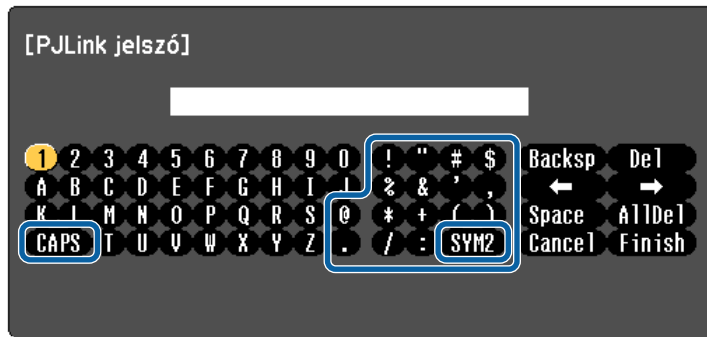 [PJLink jelszó]
1 2 3 4 5 6 7 8 9 0 ! " # $ Backsp Del
A B C D E F G H I J % & ' , ← →
K L M N O P Q R S @ * + ( ) Space AllDel
CAPS T U V W X Y Z . / : SYM2 Cancel Finish